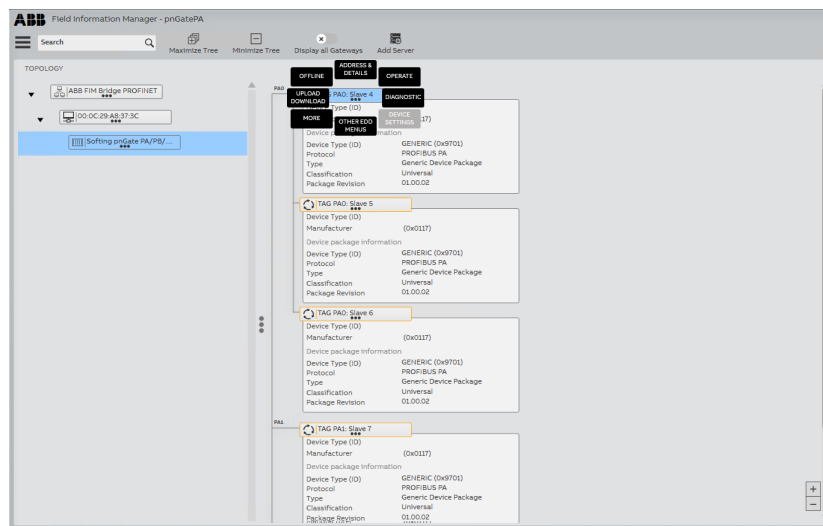 ABB Field Information Manager - pnGatePA
Search
Maximize Tree Minimize Tree Display all Gateways Add Server
TOPOLOGY
ABB FIM Bridge PROFINET
00:0C:29:A8:37:3C
Softing pnGate PA/PB/...
PA0
OFFLINE
ADDRESS & DETAILS
OPERATE
UPLOAD DOWNLOAD
DIAGNOSTIC
MORE
OTHER EDD MENUS
DEVICE SETTINGS
PA0: Slave 4
Type (ID)
17)
Device Type (ID) GENERIC (0x9701)
Protocol PROFIBUS PA
Type Generic Device Package
Classification Universal
Package Revision 01.00.02
TAG PA0: Slave 5
Device Type (ID)
Manufacturer (0x0117)
Device package information
Device Type (ID) GENERIC (0x9701)
Protocol PROFIBUS PA
Type Generic Device Package
Classification Universal
Package Revision 01.00.02
TAG PA0: Slave 6
Device Type (ID)
Manufacturer (0x0117)
Device package information
Device Type (ID) GENERIC (0x9701)
Protocol PROFIBUS PA
Type Generic Device Package
Classification Universal
Package Revision 01.00.02
PA1
TAG PA1: Slave 7
Device Type (ID)
Manufacturer (0x0117)
Device package information
Device Type (ID) GENERIC (0x9701)
Protocol PROFIBUS PA
Type Generic Device Package
Classification Universal
Package Revision 01.00.02